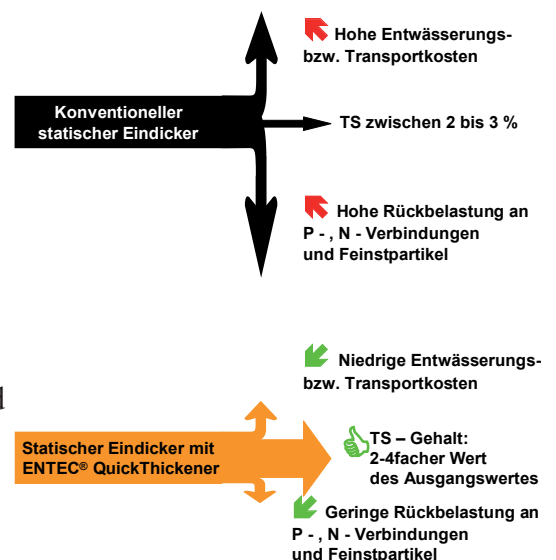 Hohe Entwässerungs-
bzw. Transportkosten
Konventioneller
statischer Eindicker
TS zwischen 2 bis 3 %
Hohe Rückbelastung an
P - , N - Verbindungen
und Feinstpartikel
Niedrige Entwässerungs-
bzw. Transportkosten
d
Statischer Eindicker mit
ENTEC® QuickThickener
TS – Gehalt:
2-4facher Wert
des Ausgangswertes
Geringe Rückbelastung an
P - , N - Verbindungen
und Feinstpartikel